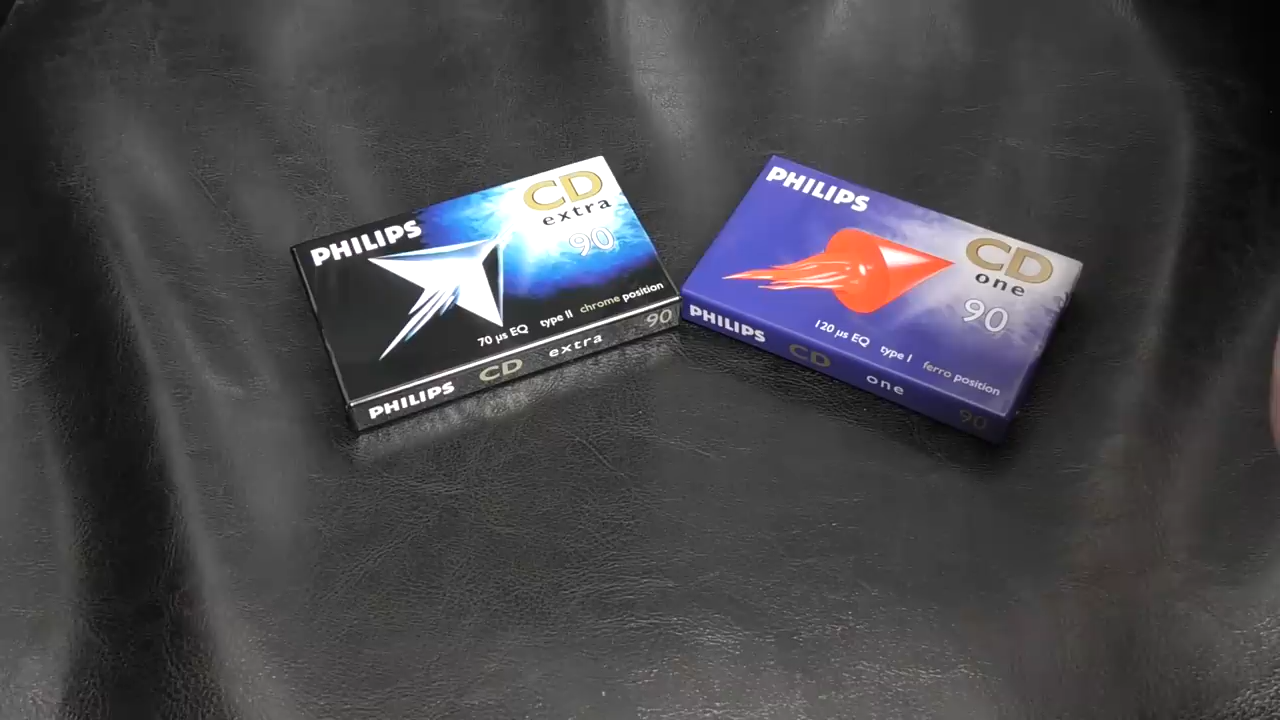 PHILIPS
CD
extra
90
70 µs EQ type II chrome position
PHILIPS CD extra 90
PHILIPS
CD
one
90
120 µs EQ type I ferro position
PHILIPS CD one 90